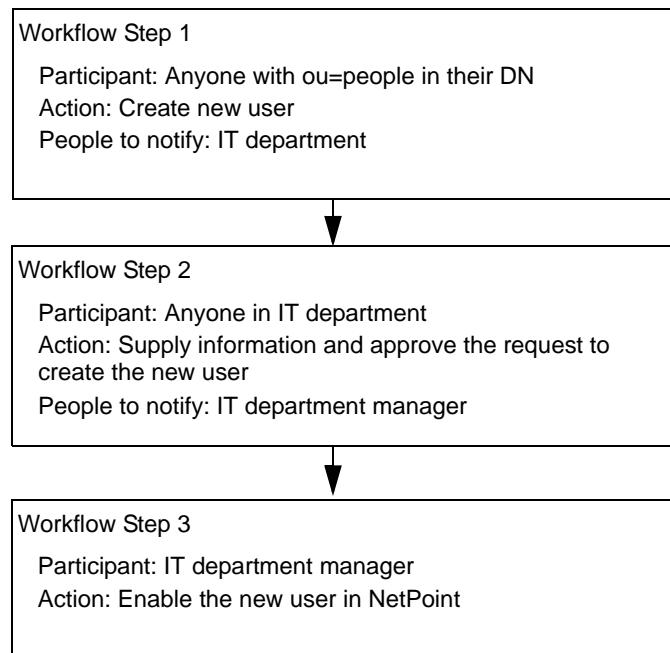 Workflow Step 1
Participant: Anyone with ou=people in their DN
Action: Create new user
People to notify: IT department
Workflow Step 2
Participant: Anyone in IT department
Action: Supply information and approve the request to
create the new user
People to notify: IT department manager
Workflow Step 3
Participant: IT department manager
Action: Enable the new user in NetPoint